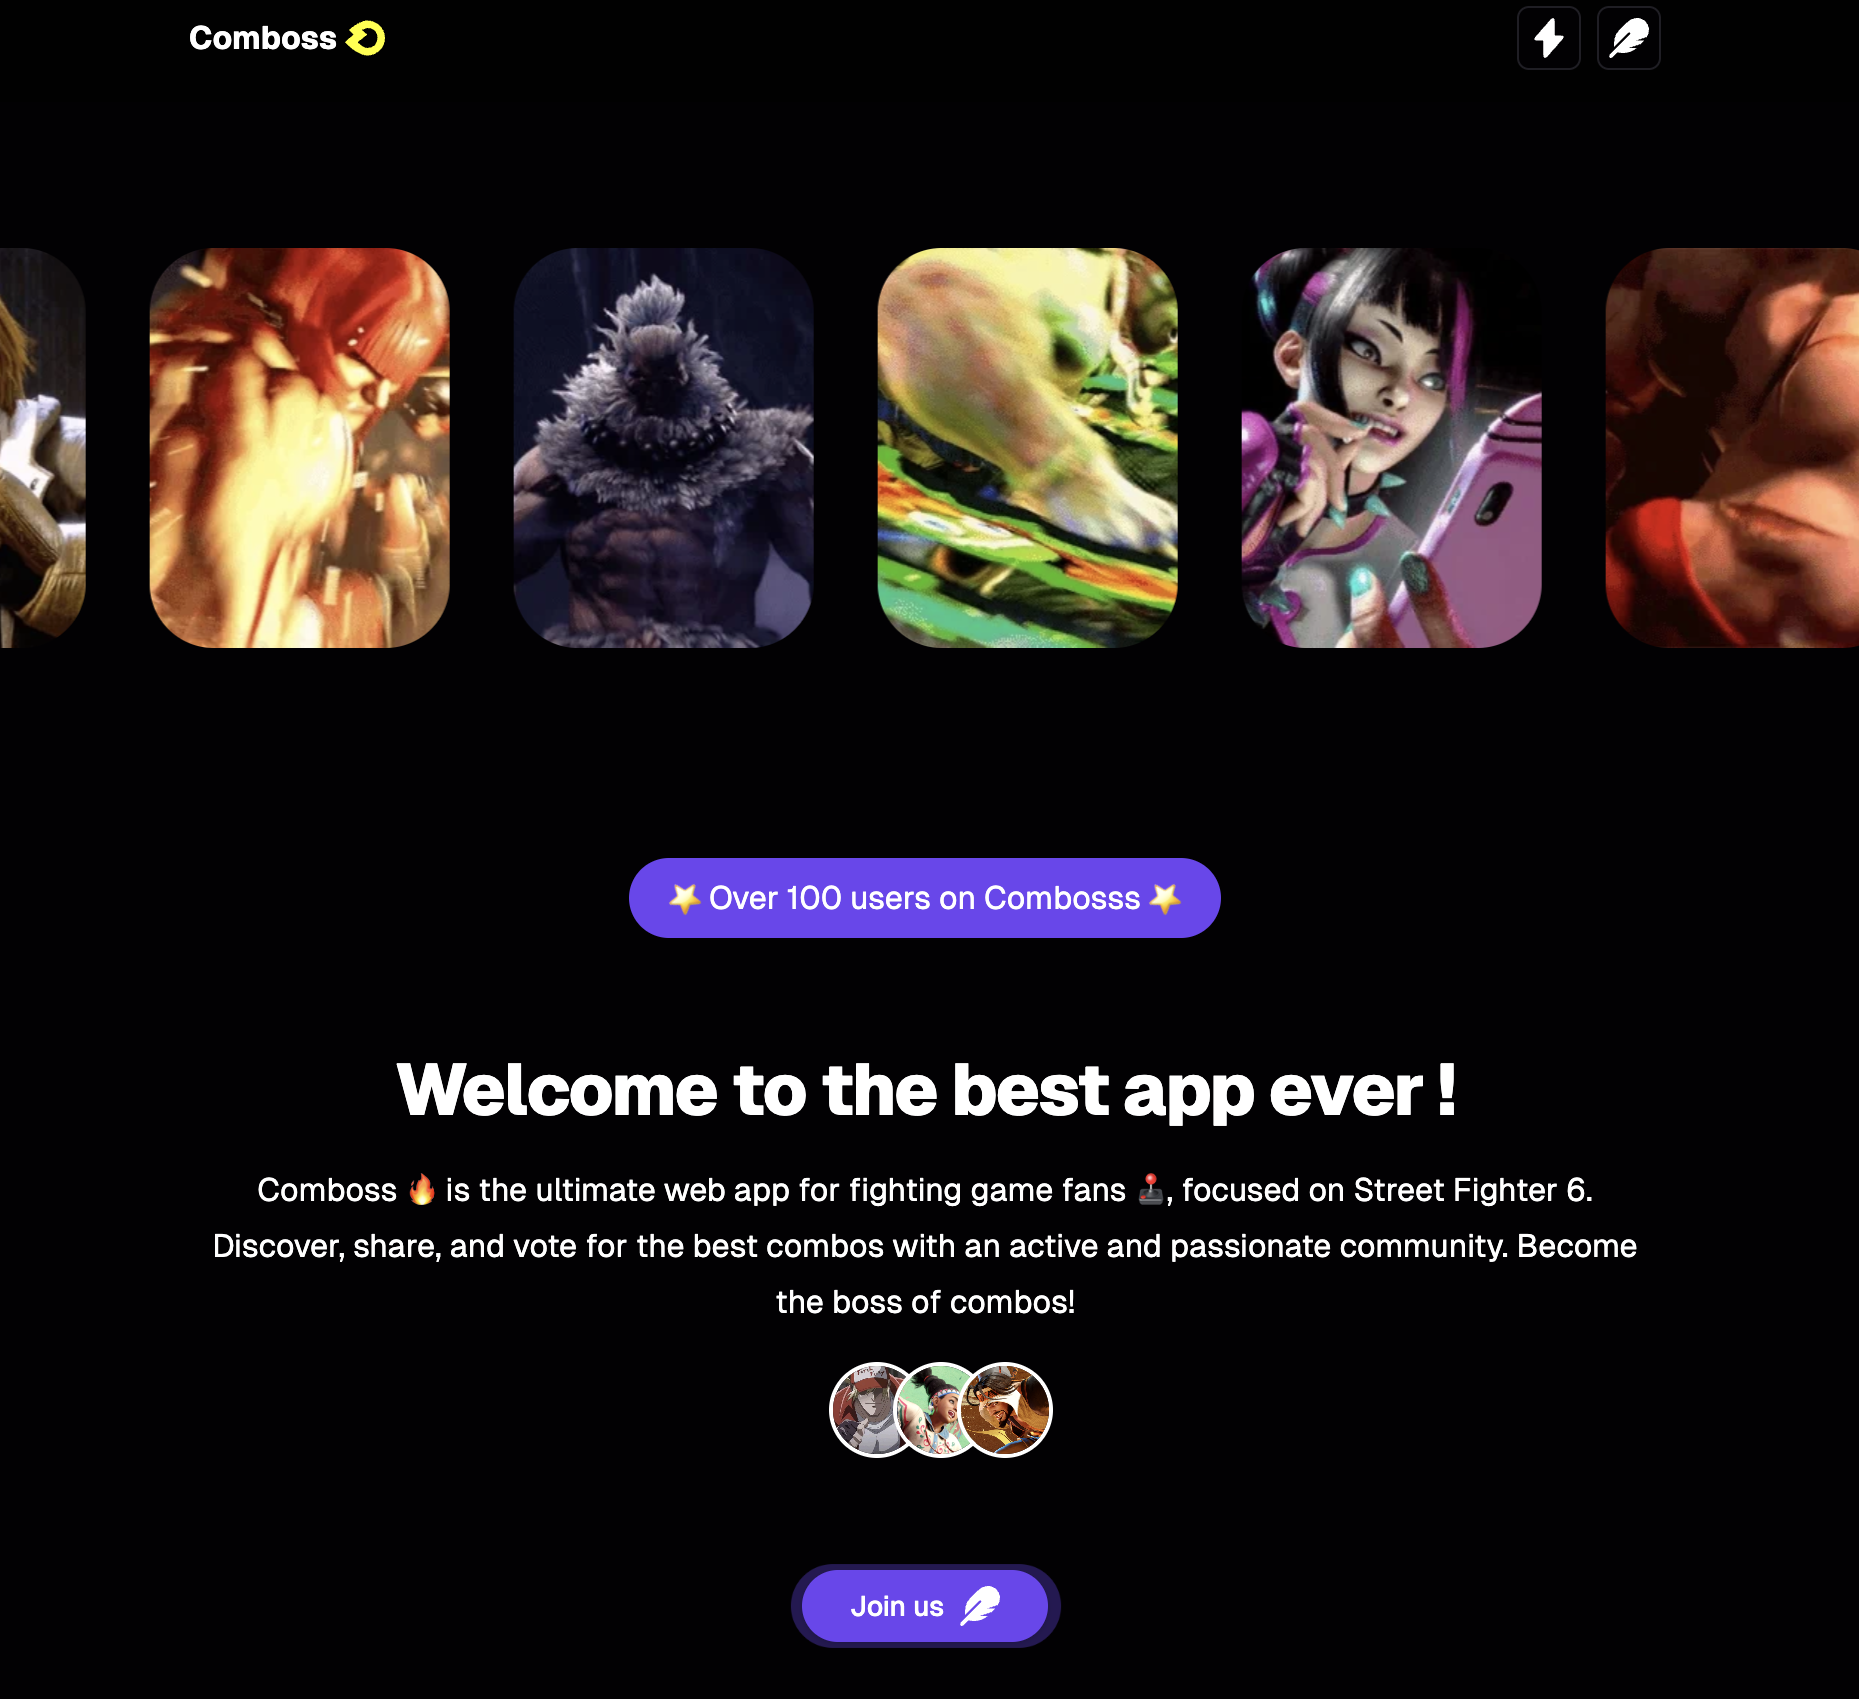 Comboss
⭐ Over 100 users on Combosss ⭐
Welcome to the best app ever !
Comboss 🔥 is the ultimate web app for fighting game fans 🕹️, focused on Street Fighter 6.
Discover, share, and vote for the best combos with an active and passionate community. Become
the boss of combos!
Join us